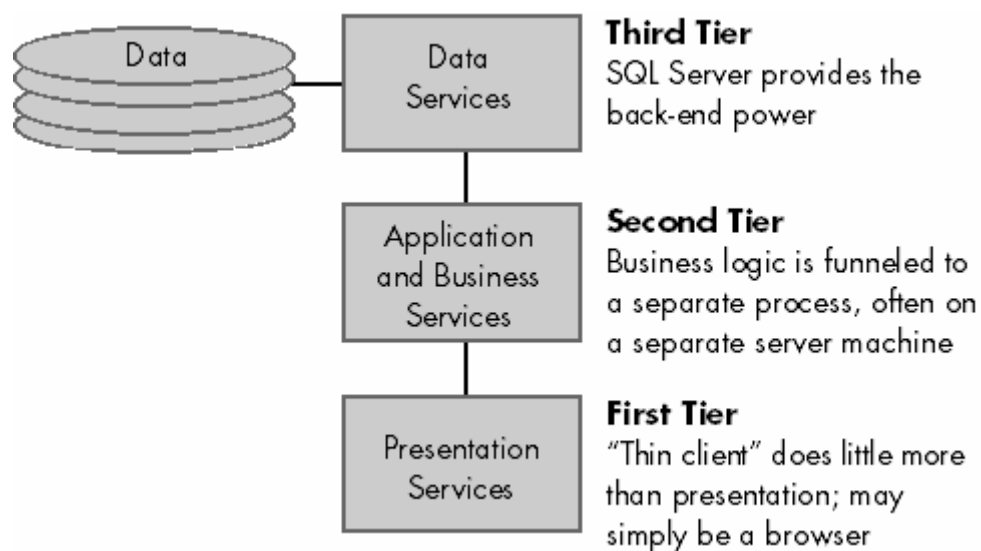 Data
Data
Services
Third Tier
SQL Server provides the
back-end power
Application
and Business
Services
Second Tier
Business logic is funneled to
a separate process, often on
a separate server machine
Presentation
Services
First Tier
“Thin client” does little more
than presentation; may
simply be a browser